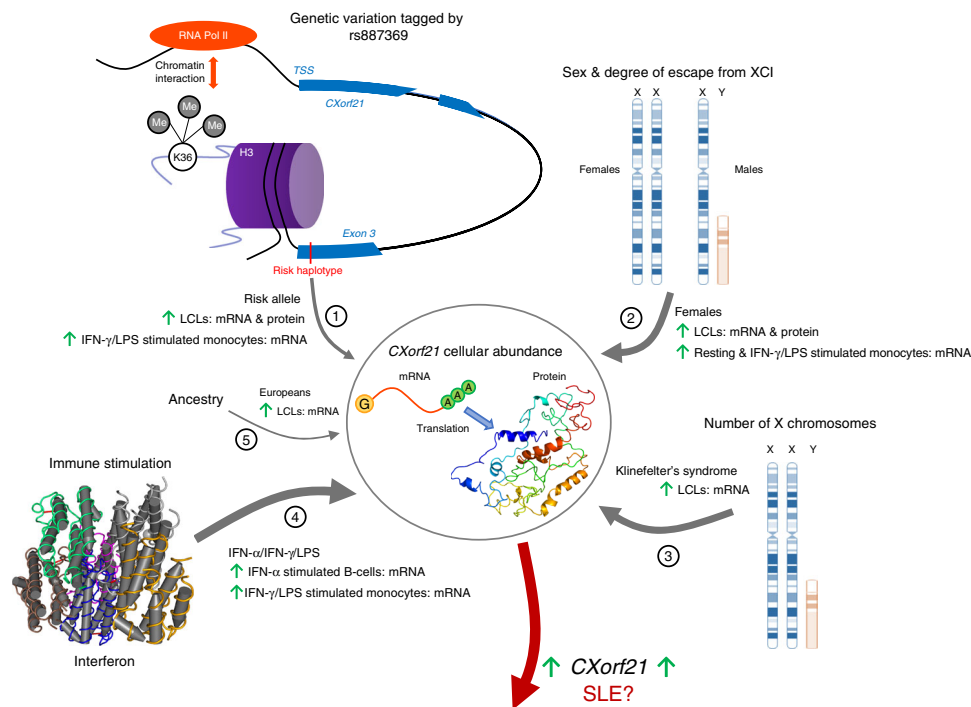 Genetic variation tagged by
rs887369
RNA Pol II
Chromatin
interaction
TSS
CXorf21
Me
Me
Me
K36
H3
Exon 3
Risk haplotype
Sex & degree of escape from XCI
X X X Y
Females
Males
Risk allele
↑ LCLs: mRNA & protein
↑ IFN-γ/LPS stimulated monocytes: mRNA
1
2
Females
↑ LCLs: mRNA & protein
↑ Resting & IFN-γ/LPS stimulated monocytes: mRNA
CXorf21 cellular abundance
mRNA
Protein
G
A
A
A
Translation
Ancestry
Europeans
↑ LCLs: mRNA
5
Number of X chromosomes
X X Y
Klinefelter's syndrome
↑ LCLs: mRNA
3
Immune stimulation
4
IFN-α/IFN-γ/LPS
↑ IFN-α stimulated B-cells: mRNA
↑ IFN-γ/LPS stimulated monocytes: mRNA
Interferon
↑ CXorf21 ↑
SLE?